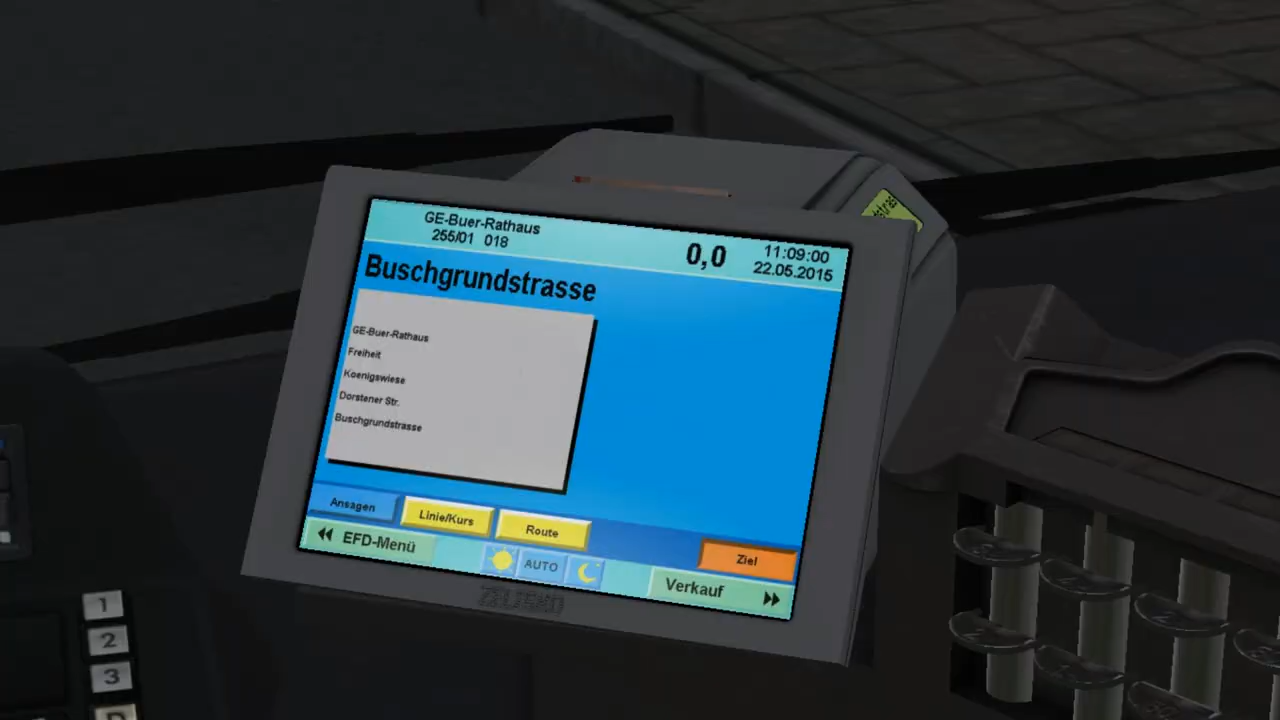 GE-Buer-Rathaus
255/01 018
0,0
11:09:00
22.05.2015
Buschgrundstrasse
GE-Buer-Rathaus
Freiheit
Koenigswiese
Dorstener Str.
Buschgrundstrasse
Ansagen
Linie/Kurs
Route
Ziel
EFD-Menü
AUTO
Verkauf
1
2
3